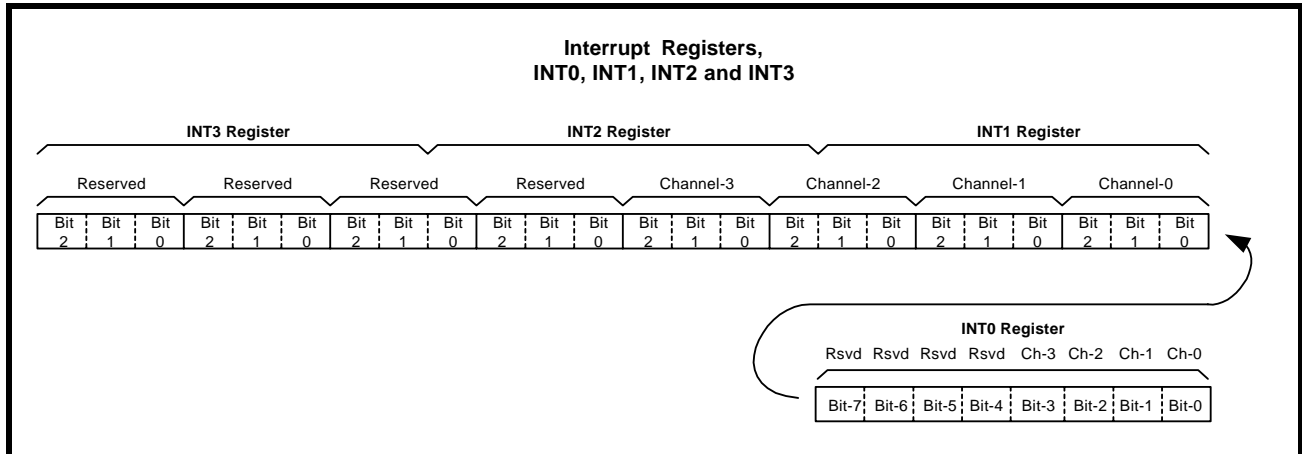 Interrupt Registers,
INT0, INT1, INT2 and INT3
INT3 Register INT2 Register INT1 Register
Reserved Reserved Reserved Reserved Channel-3 Channel-2 Channel-1 Channel-0
Bit Bit Bit Bit Bit Bit Bit Bit Bit Bit Bit Bit Bit Bit Bit Bit Bit Bit Bit Bit Bit Bit Bit Bit
2 1 0 2 1 0 2 1 0 2 1 0 2 1 0 2 1 0 2 1 0 2 1 0
INT0 Register
Rsvd Rsvd Rsvd Rsvd Ch-3 Ch-2 Ch-1 Ch-0
Bit-7 Bit-6 Bit-5 Bit-4 Bit-3 Bit-2 Bit-1 Bit-0